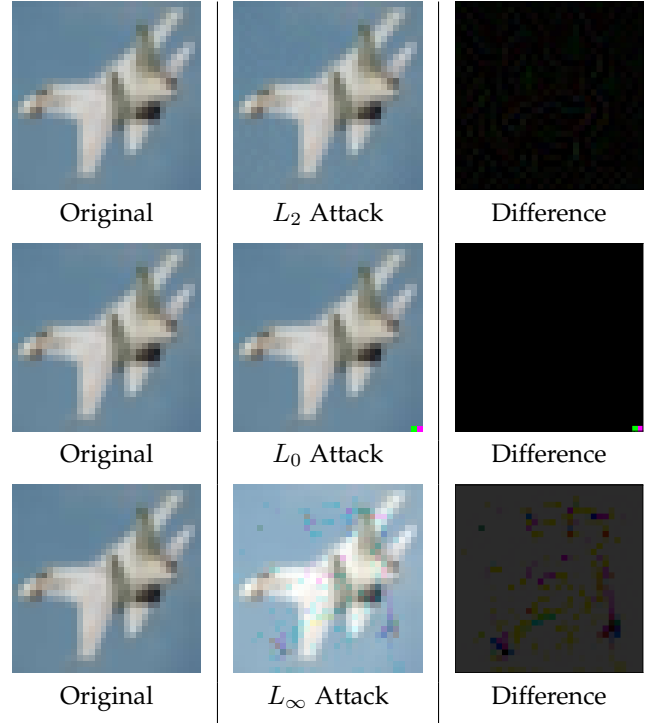 Original L₂ Attack Difference
Original L₀ Attack Difference
Original L∞ Attack Difference